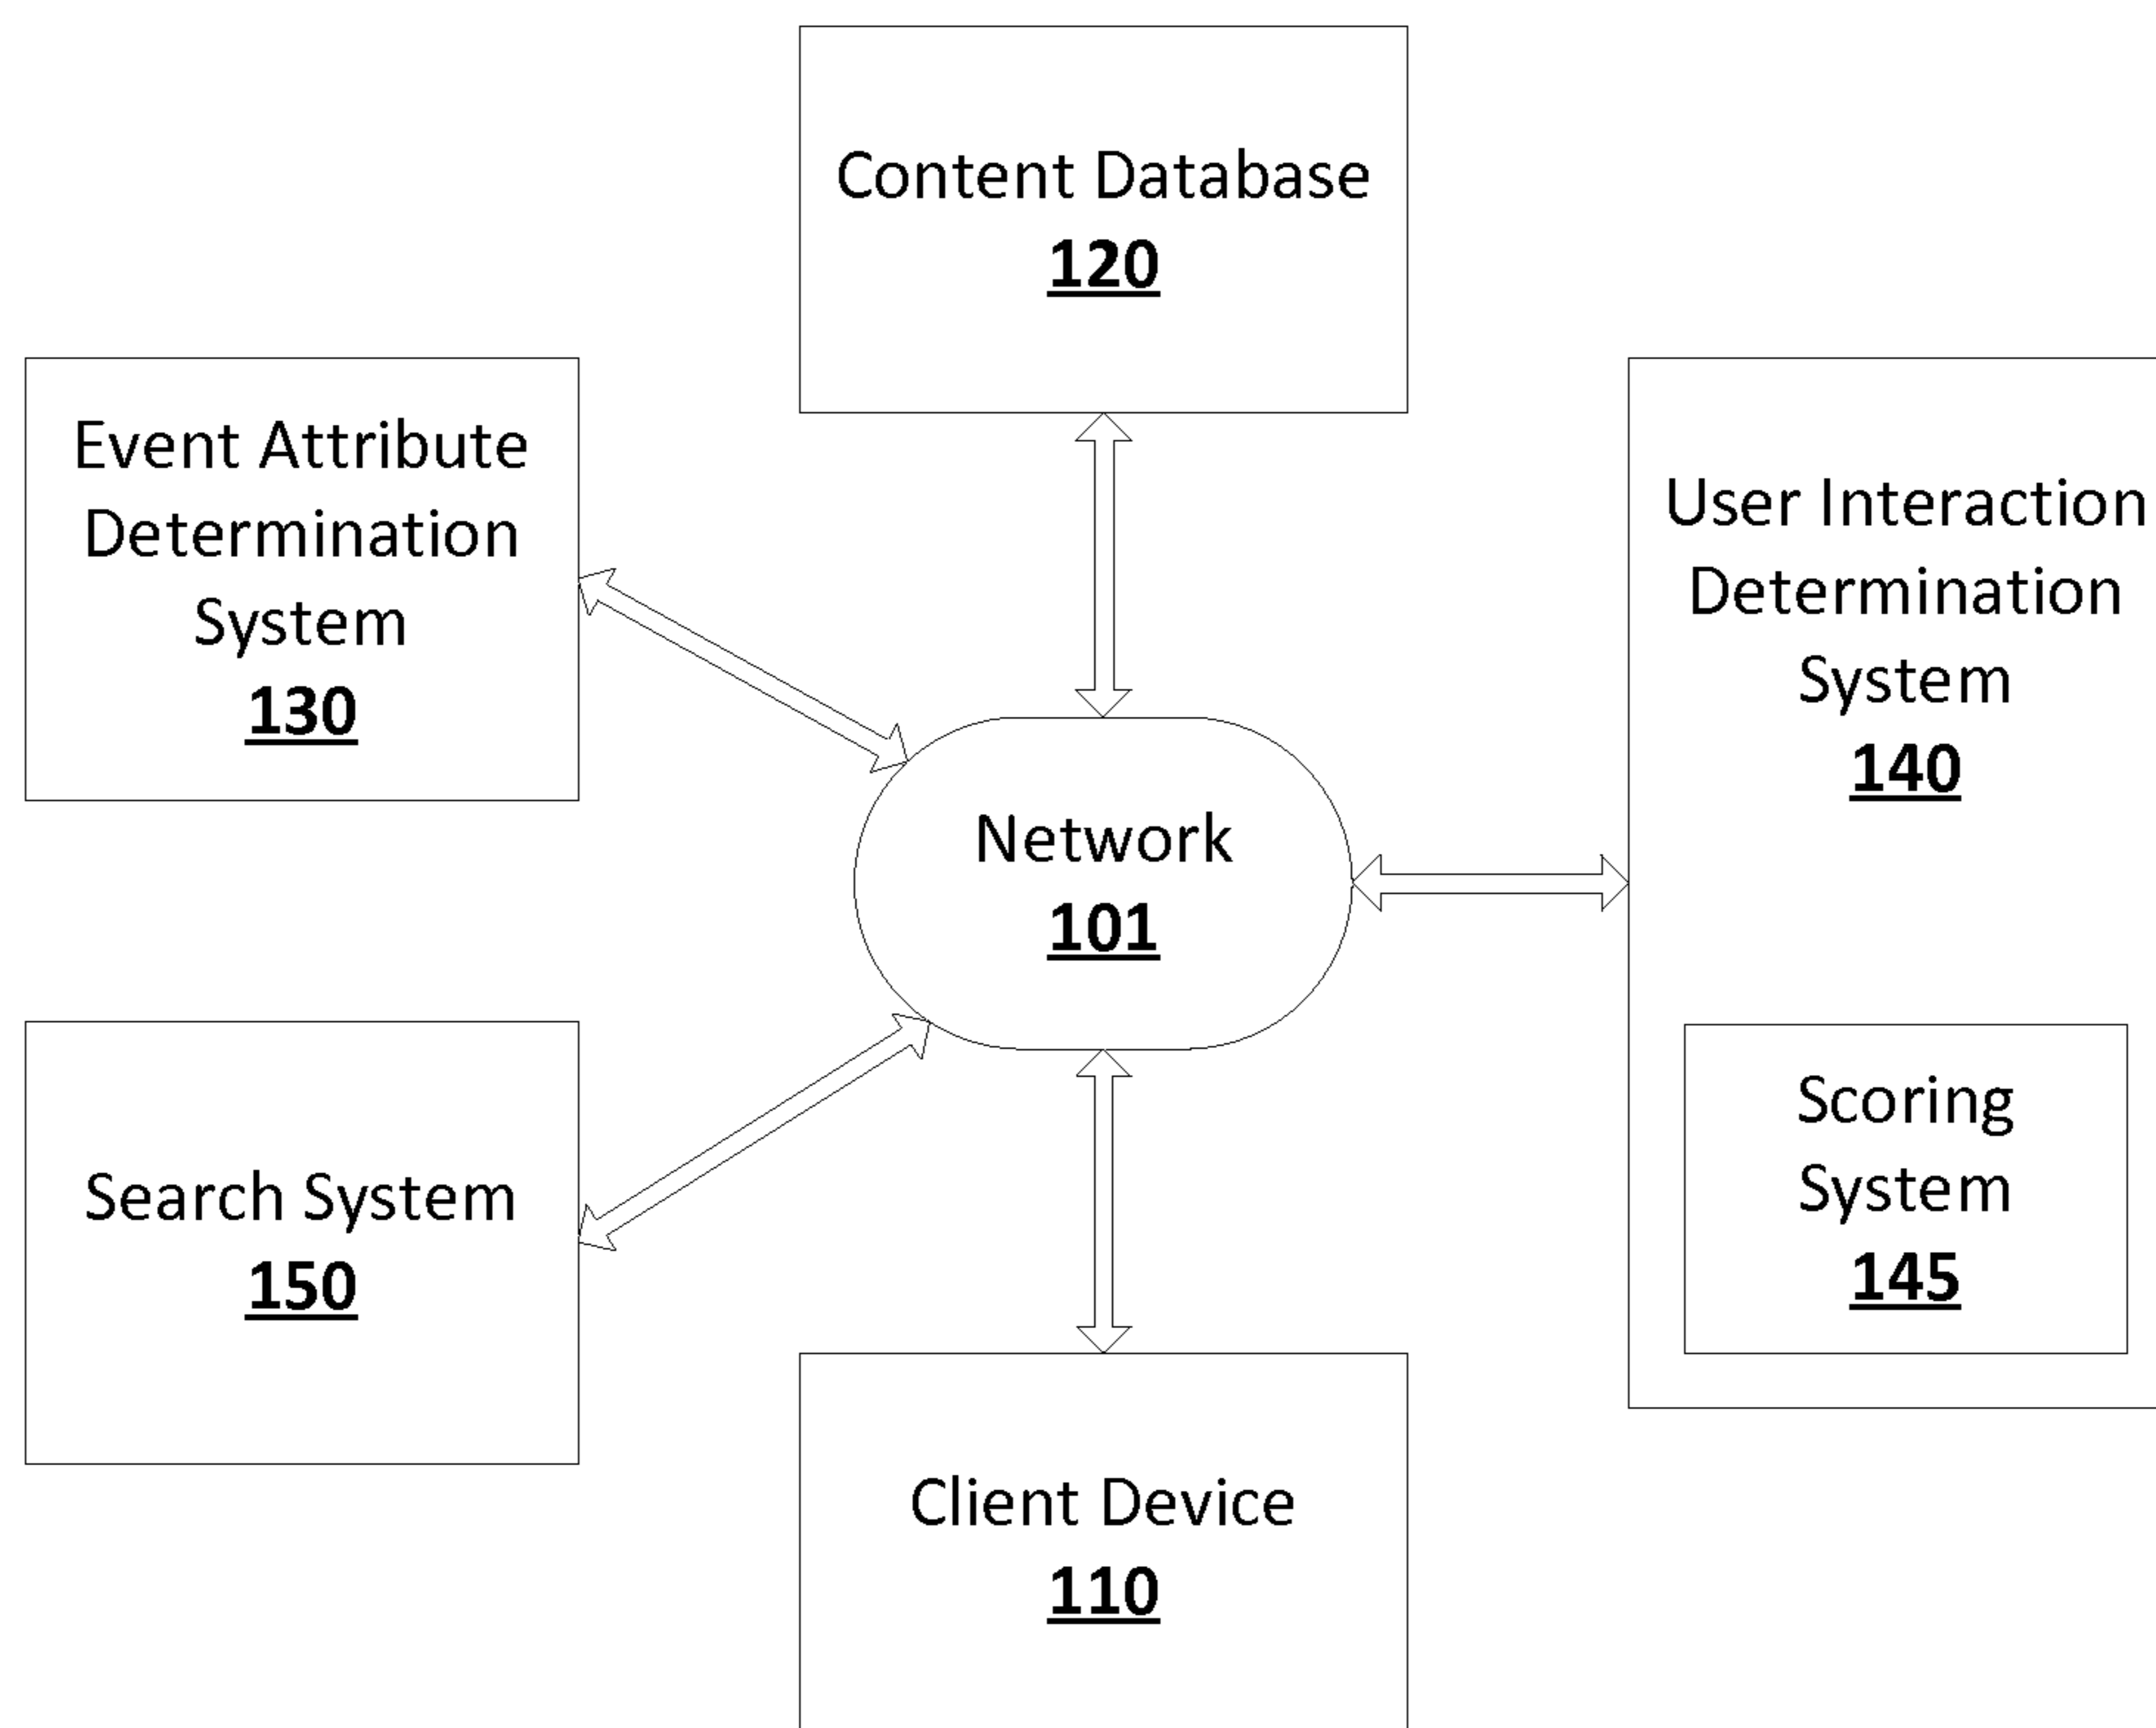 Content Database
120
Event Attribute
Determination
System
130
User Interaction
Determination
System
140
Network
101
Scoring
System
145
Search System
150
Client Device
110